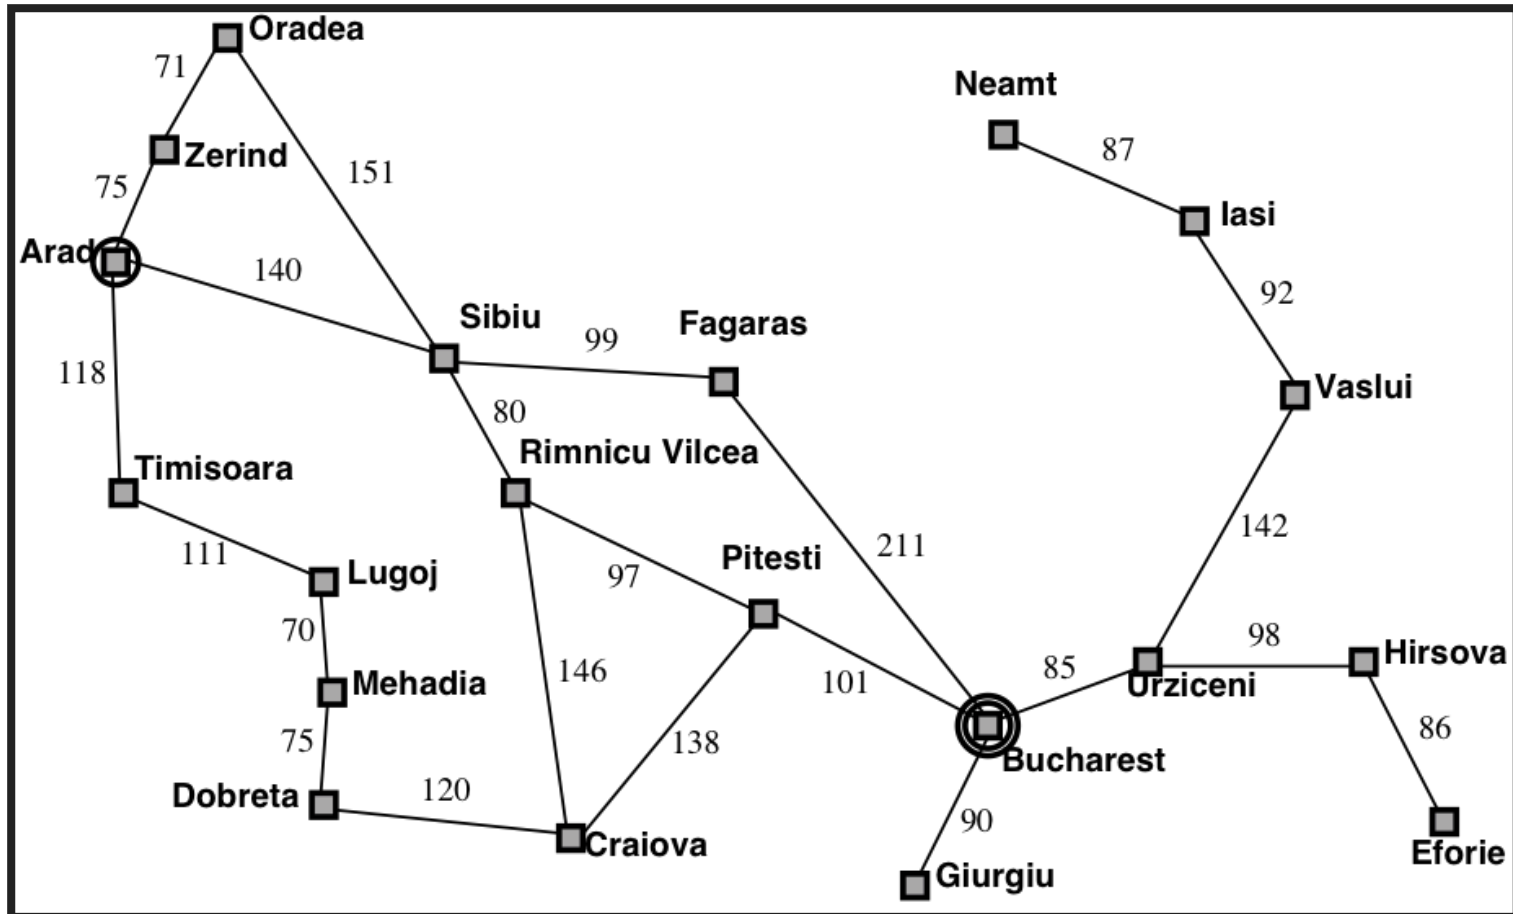 Oradea
71
Neamt
87
Zerind
151
75
Iasi
Arad
140
92
Sibiu
Fagaras
99
118
Vaslui
80
Rimnicu Vilcea
Timisoara
142
211
111
Pitesti
Lugoj
97
70
98
Hirsova
146
85
Mehadia
101
Urziceni
75
138
86
Bucharest
Dobreta
120
90
Craiova
Eforie
Giurgiu